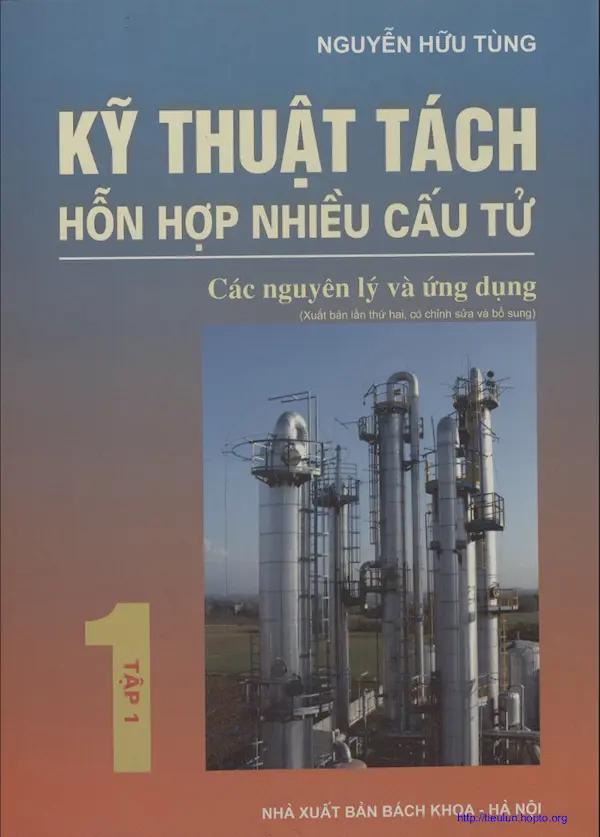 NGUYỄN HỮU TÙNG
KỸ THUẬT TÁCH
HỖN HỢP NHIỀU CẤU TỬ
Các nguyên lý và ứng dụng
(Xuất bản lần thứ hai, có chỉnh sửa và bổ sung)
1
TẬP 1
NHÀ XUẤT BẢN BÁCH KHOA - HÀ NỘI
http://tieulun.hopto.org